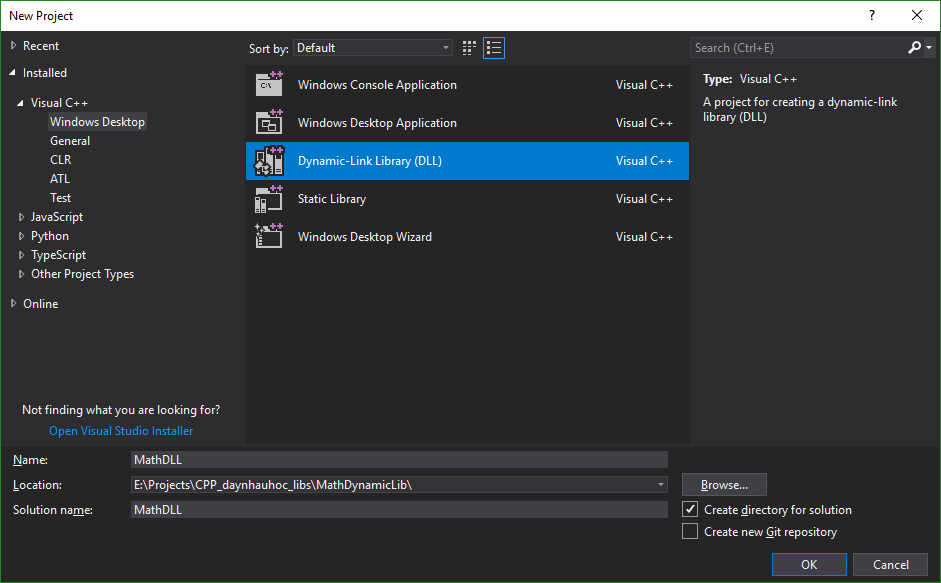 New Project
?
Recent
Installed
Visual C++
Windows Desktop
General
CLR
ATL
Test
JavaScript
Python
TypeScript
Other Project Types
Online
Not finding what you are looking for?
Open Visual Studio Installer
Sort by: Default
Windows Console Application Visual C++
Windows Desktop Application Visual C++
Dynamic-Link Library (DLL) Visual C++
Static Library Visual C++
Windows Desktop Wizard Visual C++
Search (Ctrl+E)
Type: Visual C++
A project for creating a dynamic-link
library (DLL)
Name: MathDLL
Location: E:\Projects\CPP_daynhauhoc_libs\MathDynamicLib\
Browse...
Solution name: MathDLL
Create directory for solution
Create new Git repository
OK
Cancel